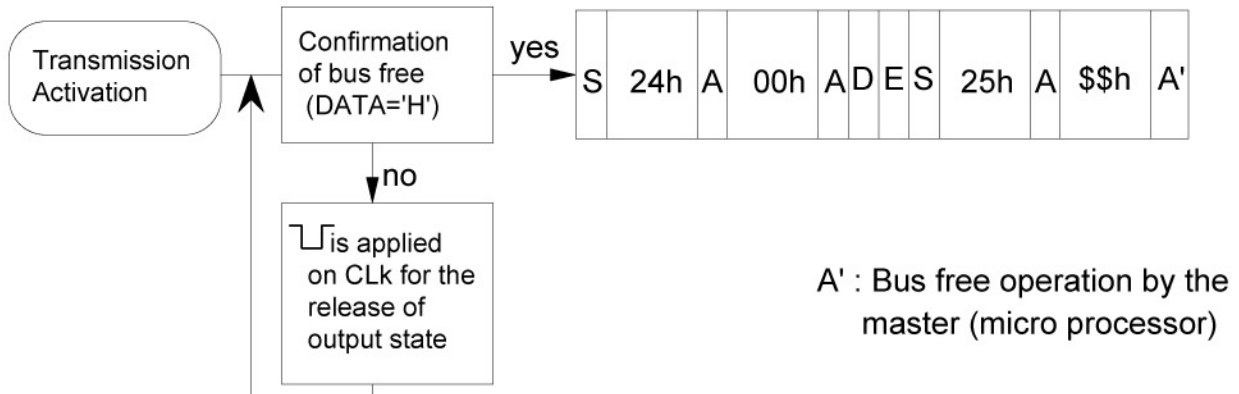 Transmission
Activation
Confirmation
of bus free
(DATA='H')
yes
S 24h A 00h A D E S 25h A $$h A'
no
is applied
on CLk for the
release of
output state
A' : Bus free operation by the
master (micro processor)